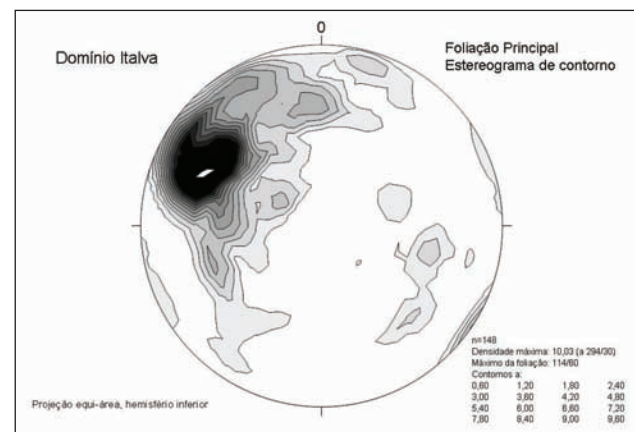 0
Domínio Italva
Foliação Principal
Estereograma de contorno
n=148
Densidade máxima: 10,03 (a 294/30)
Máximo da foliação: 114/60
Contornos a:
0,60 1,20 1,80 2,40
3,00 3,60 4,20 4,80
5,40 6,00 6,60 7,20
7,80 8,40 9,00 9,60
Projeção equi-área, hemisfério inferior